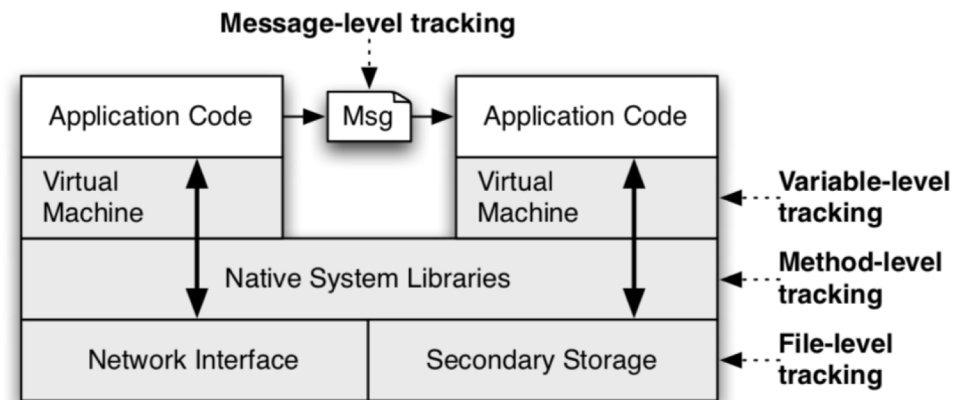 Message-level tracking
Application Code
Msg
Application Code
Virtual
Machine
Virtual
Machine
Variable-level
tracking
Native System Libraries
Method-level
tracking
Network Interface
Secondary Storage
File-level
tracking